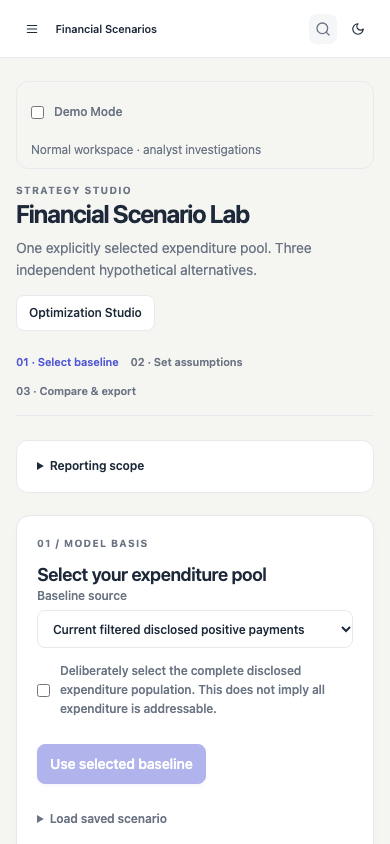 Financial Scenarios
Demo Mode
Normal workspace · analyst investigations
STRATEGY STUDIO
Financial Scenario Lab
One explicitly selected expenditure pool. Three
independent hypothetical alternatives.
Optimization Studio
01 · Select baseline 02 · Set assumptions
03 · Compare & export
Reporting scope
01 / MODEL BASIS
Select your expenditure pool
Baseline source
Current filtered disclosed positive payments
Deliberately select the complete disclosed
expenditure population. This does not imply all
expenditure is addressable.
Use selected baseline
Load saved scenario